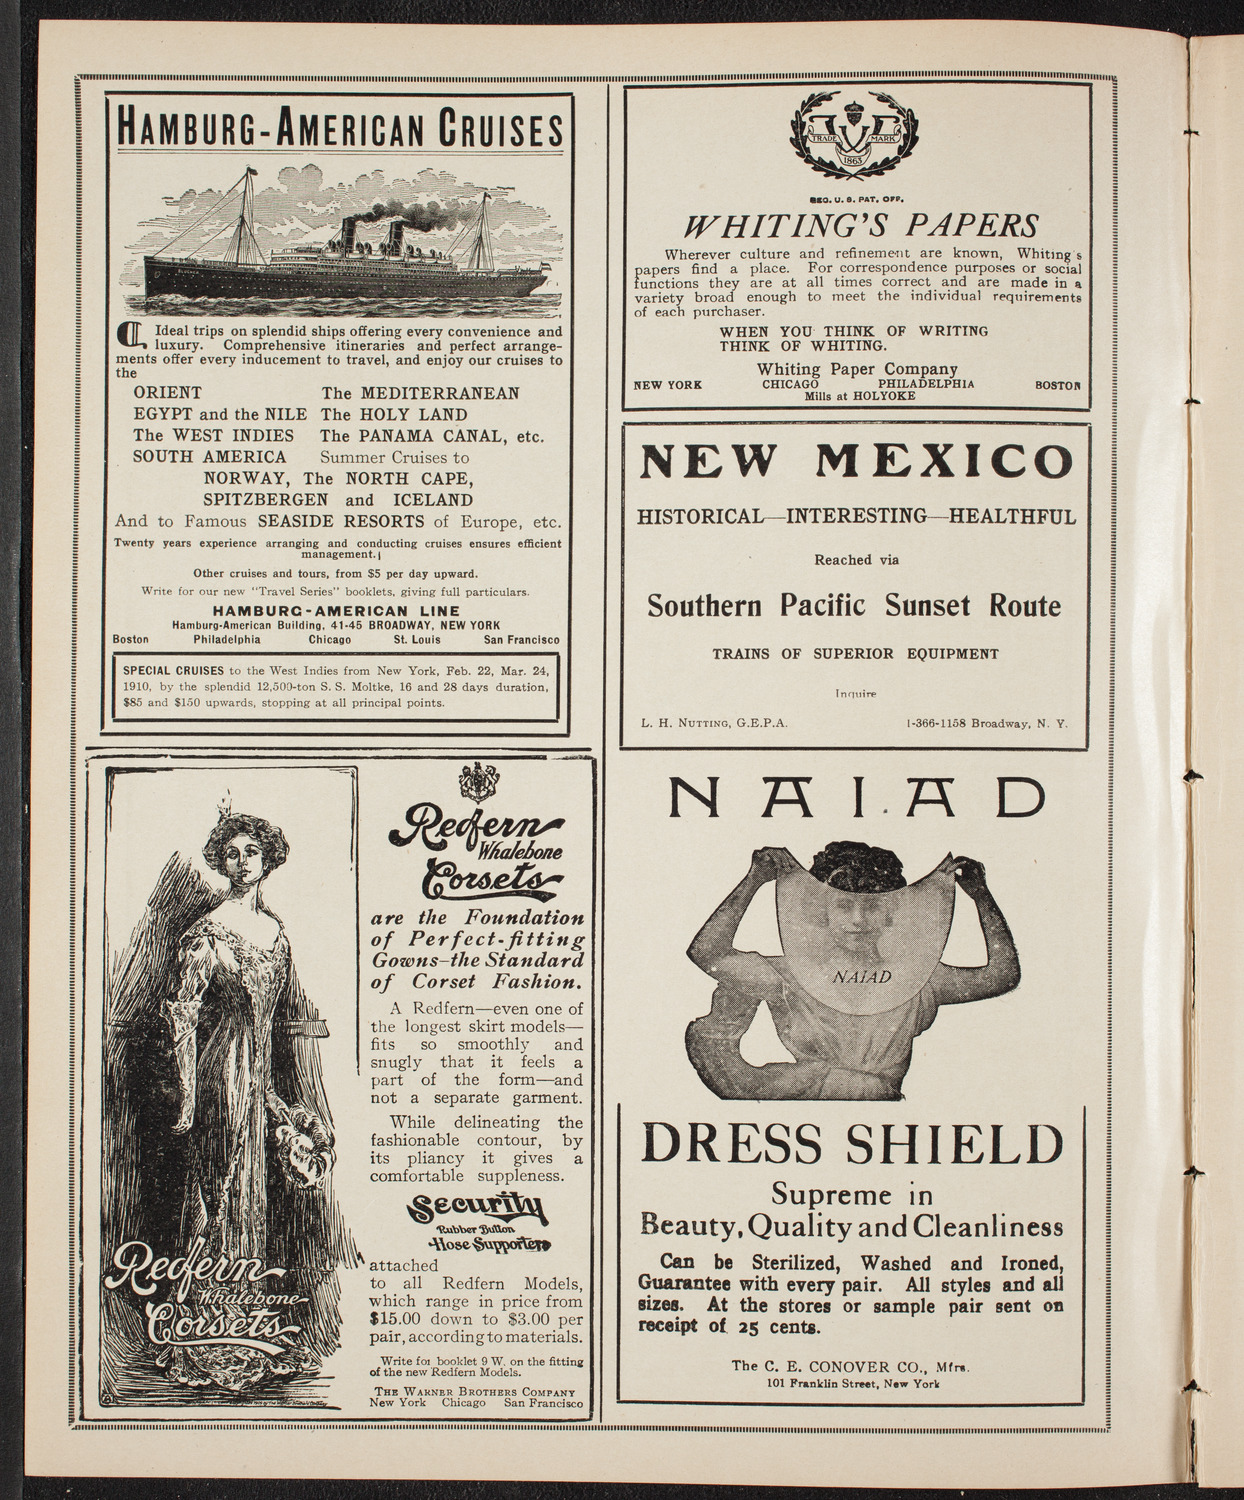 HAMBURG-AMERICAN CRUISES
Ideal trips on splendid ships offering every convenience and
luxury. Comprehensive itineraries and perfect arrange-
ments offer every inducement to travel, and enjoy our cruises to
the
ORIENT The MEDITERRANEAN
EGYPT and the NILE The HOLY LAND
The WEST INDIES The PANAMA CANAL, etc.
SOUTH AMERICA Summer Cruises to
NORWAY, The NORTH CAPE,
SPITZBERGEN and ICELAND
And to Famous SEASIDE RESORTS of Europe, etc.
Twenty years experience arranging and conducting cruises ensures efficient
management.
Other cruises and tours, from $5 per day upward.
Write for our new "Travel Series" booklets, giving full particulars.
HAMBURG-AMERICAN LINE
Hamburg-American Building, 41-45 BROADWAY, NEW YORK
Boston Philadelphia Chicago St. Louis San Francisco
SPECIAL CRUISES to the West Indies from New York, Feb. 22, Mar. 24,
1910, by the splendid 12,500-ton S. S. Moltke, 16 and 28 days duration,
$85 and $150 upwards, stopping at all principal points.
Redfern
Whalebone
Corsets
are the Foundation
of Perfect-fitting
Gowns—the Standard
of Corset Fashion.
A Redfern—even one of
the longest skirt models—
fits so smoothly and
snugly that it feels a
part of the form—and
not a separate garment.
While delineating the
fashionable contour, by
its pliancy it gives a
comfortable suppleness.
Security
Rubber Button
Hose Supporters
attached
to all Redfern Models,
which range in price from
$15.00 down to $3.00 per
pair, according to materials.
Write for booklet 9 W. on the fitting
of the new Redfern Models.
THE WARNER BROTHERS COMPANY
New York Chicago San Francisco
Redfern
Whalebone
Corsets
TRADE MARK
1863
REG. U. S. PAT. OFF.
WHITING'S PAPERS
Wherever culture and refinement are known, Whiting's
papers find a place. For correspondence purposes or social
functions they are at all times correct and are made in a
variety broad enough to meet the individual requirements
of each purchaser.
WHEN YOU THINK OF WRITING
THINK OF WHITING.
Whiting Paper Company
NEW YORK CHICAGO PHILADELPHIA BOSTON
Mills at HOLYOKE
NEW MEXICO
HISTORICAL—INTERESTING—HEALTHFUL
Reached via
Southern Pacific Sunset Route
TRAINS OF SUPERIOR EQUIPMENT
Inquire
L. H. NUTTING, G.E.P.A. 1-366-1158 Broadway, N. Y.
NAIAD
NAIAD
DRESS SHIELD
Supreme in
Beauty, Quality and Cleanliness
Can be Sterilized, Washed and Ironed,
Guarantee with every pair. All styles and all
sizes. At the stores or sample pair sent on
receipt of 25 cents.
The C. E. CONOVER CO., Mfrs.
101 Franklin Street, New York